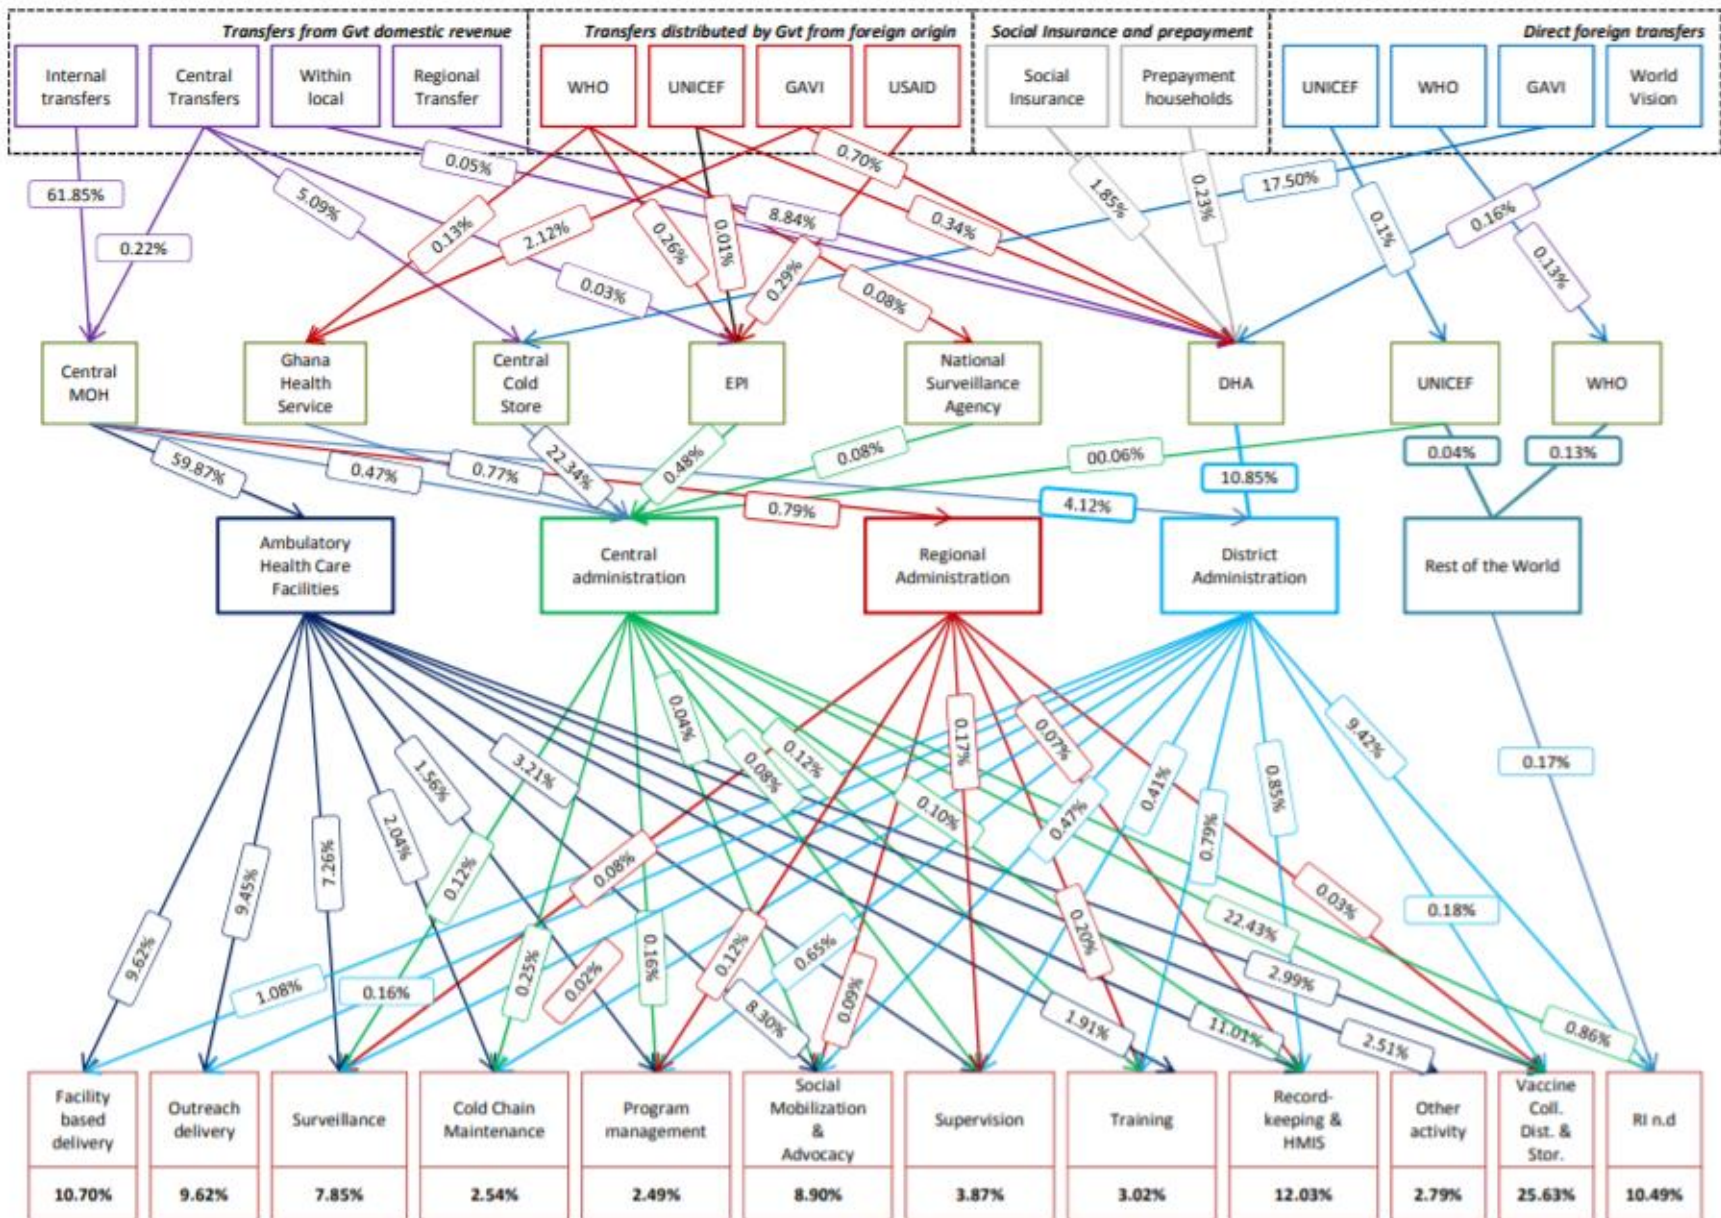 Transfers from Gvt domestic revenue
Transfers distributed by Gvt from foreign origin
Social Insurance and prepayment
Direct foreign transfers
Internal
transfers
Central
Transfers
Within
local
Regional
Transfer
WHO
UNICEF
GAVI
USAID
Social
Insurance
Prepayment
households
UNICEF
WHO
GAVI
World
Vision
61.85%
0.22%
5.09%
0.05%
0.13%
2.12%
0.03%
0.26%
0.01%
0.29%
8.84%
0.70%
0.34%
0.08%
1.85%
0.23%
17.50%
0.1%
0.16%
0.13%
Central
MOH
Ghana
Health
Service
Central
Cold
Store
EPI
National
Surveillance
Agency
DHA
UNICEF
WHO
59.87%
0.47%
0.77%
22.34%
0.48%
0.79%
0.08%
4.12%
00.06%
10.85%
0.04%
0.13%
Ambulatory
Health Care
Facilities
Central
administration
Regional
Administration
District
Administration
Rest of the World
9.62%
9.45%
7.26%
2.04%
1.56%
3.21%
0.12%
0.04%
0.08%
0.12%
0.10%
0.17%
0.07%
0.47%
0.41%
0.79%
0.85%
9.42%
0.17%
0.08%
1.08%
0.16%
0.25%
0.02%
0.16%
0.12%
8.30%
0.65%
0.09%
0.20%
1.91%
11.01%
22.43%
2.99%
0.03%
2.51%
0.18%
0.86%
Facility
based
delivery
Outreach
delivery
Surveillance
Cold Chain
Maintenance
Program
management
Social
Mobilization
&
Advocacy
Supervision
Training
Record-
keeping &
HMIS
Other
activity
Vaccine
Coll.
Dist. &
Stor.
RI n.d
10.70%
9.62%
7.85%
2.54%
2.49%
8.90%
3.87%
3.02%
12.03%
2.79%
25.63%
10.49%